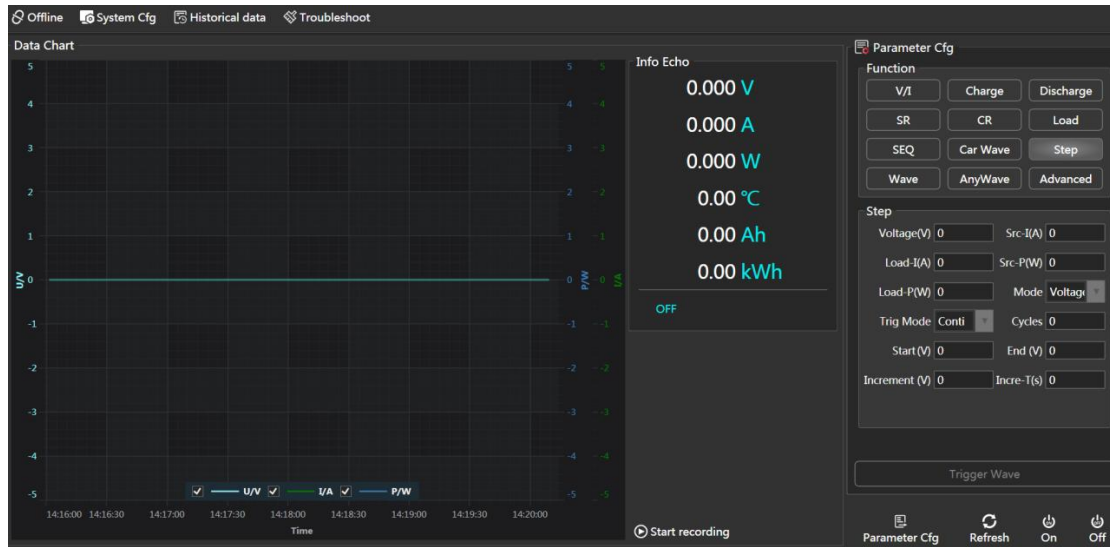 Offline System Cfg Historical data Troubleshoot
Data Chart
5 5 5
4 4 4
3 3 3
2 2 2
1 1 1
U/V 0 0 P/W 0 I/A
-1 -1 -1
-2 -2 -2
-3 -3 -3
-4 -4 -4
-5 -5 -5
U/V I/A P/W
14:16:00 14:16:30 14:17:00 14:17:30 14:18:00 14:18:30 14:19:00 14:19:30 14:20:00
Time
Info Echo
0.000 V
0.000 A
0.000 W
0.00 ℃
0.00 Ah
0.00 kWh
OFF
Start recording
Parameter Cfg
Function
V/I Charge Discharge
SR CR Load
SEQ Car Wave Step
Wave AnyWave Advanced
Step
Voltage(V) 0 Src-I(A) 0
Load-I(A) 0 Src-P(W) 0
Load-P(W) 0 Mode Voltage
Trig Mode Conti Cycles 0
Start(V) 0 End (V) 0
Increment (V) 0 Incre-T(s) 0
Trigger Wave
Parameter Cfg Refresh On Off